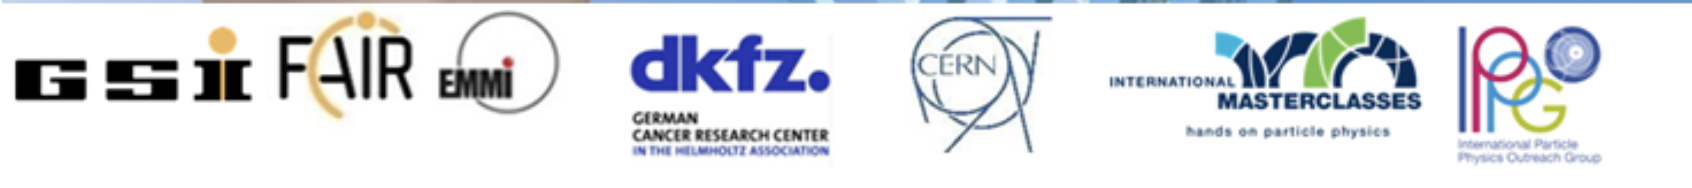 GSI
FAIR
EMMI
dkfz.
GERMAN
CANCER RESEARCH CENTER
IN THE HELMHOLTZ ASSOCIATION
CERN
INTERNATIONAL
MASTERCLASSES
hands on particle physics
IPPOG
International Particle
Physics Outreach Group